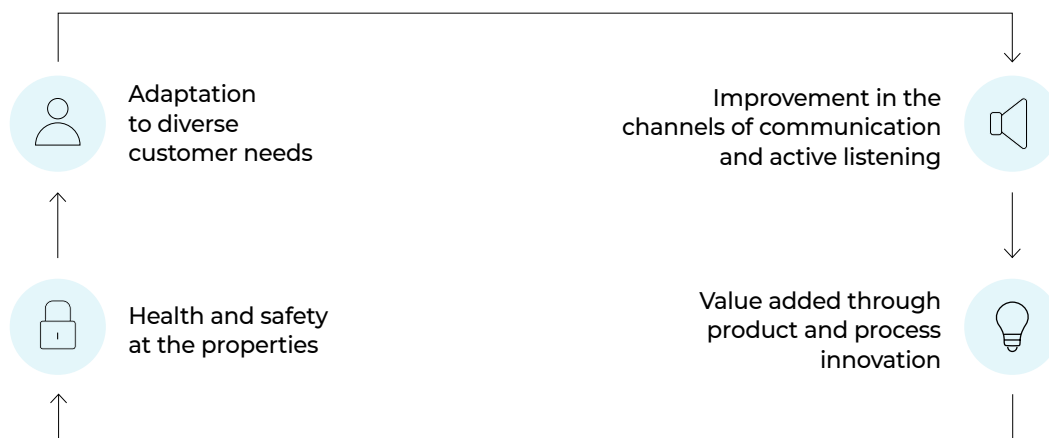 Adaptation
to diverse
customer needs
Improvement in the
channels of communication
and active listening
Health and safety
at the properties
Value added through
product and process
innovation